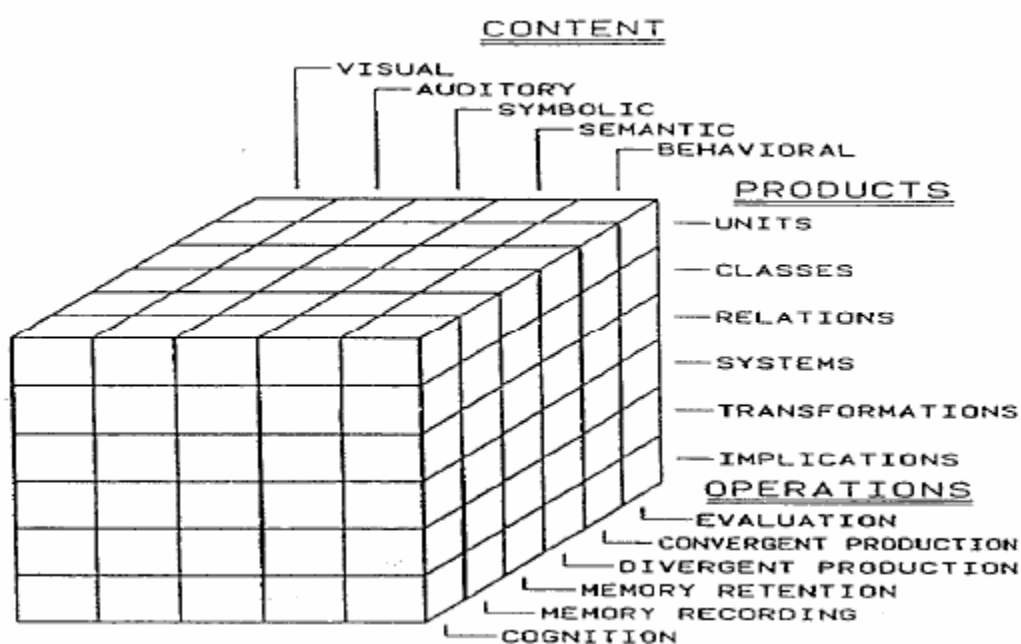 CONTENT
VISUAL
AUDITORY
SYMBOLIC
SEMANTIC
BEHAVIORAL
PRODUCTS
UNITS
CLASSES
RELATIONS
SYSTEMS
TRANSFORMATIONS
IMPLICATIONS
OPERATIONS
EVALUATION
CONVERGENT PRODUCTION
DIVERGENT PRODUCTION
MEMORY RETENTION
MEMORY RECORDING
COGNITION